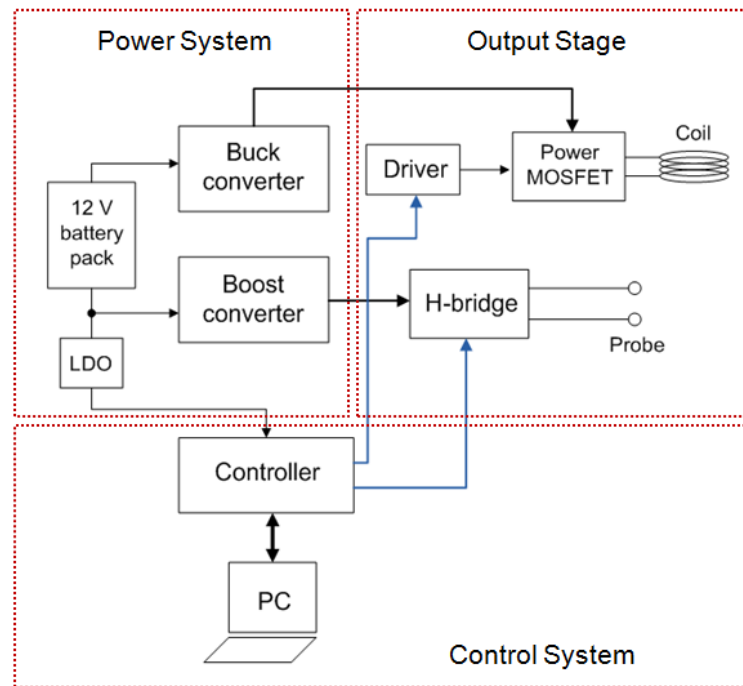 Power System
Output Stage
Buck
converter
Driver
Power
MOSFET
Coil
12 V
battery
pack
Boost
converter
H-bridge
Probe
LDO
Controller
PC
Control System